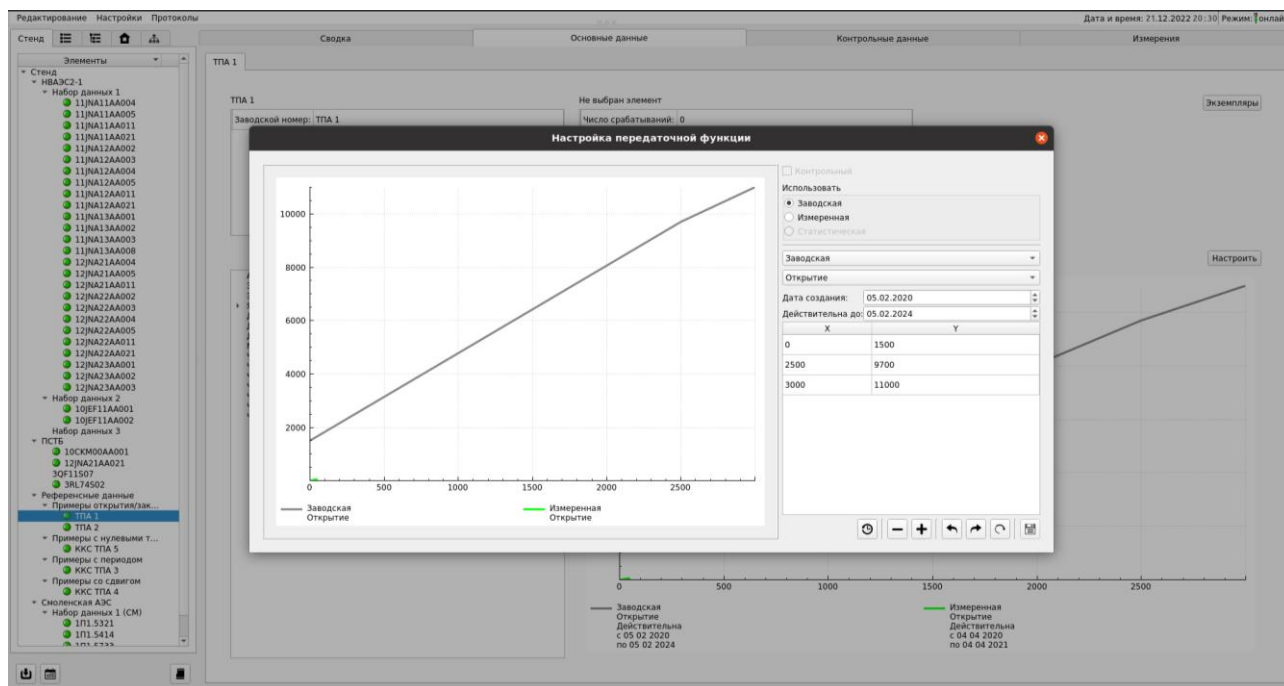 Редактирование Настройки Протоколы
Дата и время: 21.12.2022 20:30 Режим: онлай
Стенд
Сводка
Основные данные
Контрольные данные
Измерения
Элементы
Стенд
НВАЭС2-1
Набор данных 1
11JNA11AA004
11JNA11AA005
11JNA11AA011
11JNA11AA021
11JNA12AA002
11JNA12AA003
11JNA12AA004
11JNA12AA005
11JNA12AA011
11JNA12AA021
11JNA13AA001
11JNA13AA002
11JNA13AA003
11JNA13AA008
12JNA21AA004
12JNA21AA005
12JNA21AA011
12JNA22AA002
12JNA22AA003
12JNA22AA004
12JNA22AA005
12JNA22AA011
12JNA22AA021
12JNA23AA001
12JNA23AA002
12JNA23AA003
Набор данных 2
10JEF11AA001
10JEF11AA002
Набор данных 3
ПСТБ
10CKM00AA001
12JNA21AA021
3QF11S07
3RL74S02
Референсные данные
Примеры открытия/зак...
ТПА 1
ТПА 2
Примеры с нулевыми т...
ККС ТПА 5
Примеры с периодом
ККС ТПА 3
Примеры со сдвигом
ККС ТПА 4
Смоленская АЭС
Набор данных 1 (СМ)
1П1.5321
1П1.5414
ТПА 1
ТПА 1
Заводской номер: ТПА 1
Не выбран элемент
Число срабатываний: 0
Экземпляры
Настроить
Настройка передаточной функции
10000
8000
6000
4000
2000
0 500 1000 1500 2000 2500
Заводская
Открытие
Измеренная
Открытие
Контрольный
Использовать
Заводская
Измеренная
Статистическая
Заводская
Открытие
Дата создания: 05.02.2020
Действительна до: 05.02.2024
X Y
0 1500
2500 9700
3000 11000
0 500 1000 1500 2000 2500
Заводская
Открытие
Действительна
с 05 02 2020
по 05 02 2024
Измеренная
Открытие
Действительна
с 04 04 2020
по 04 04 2021